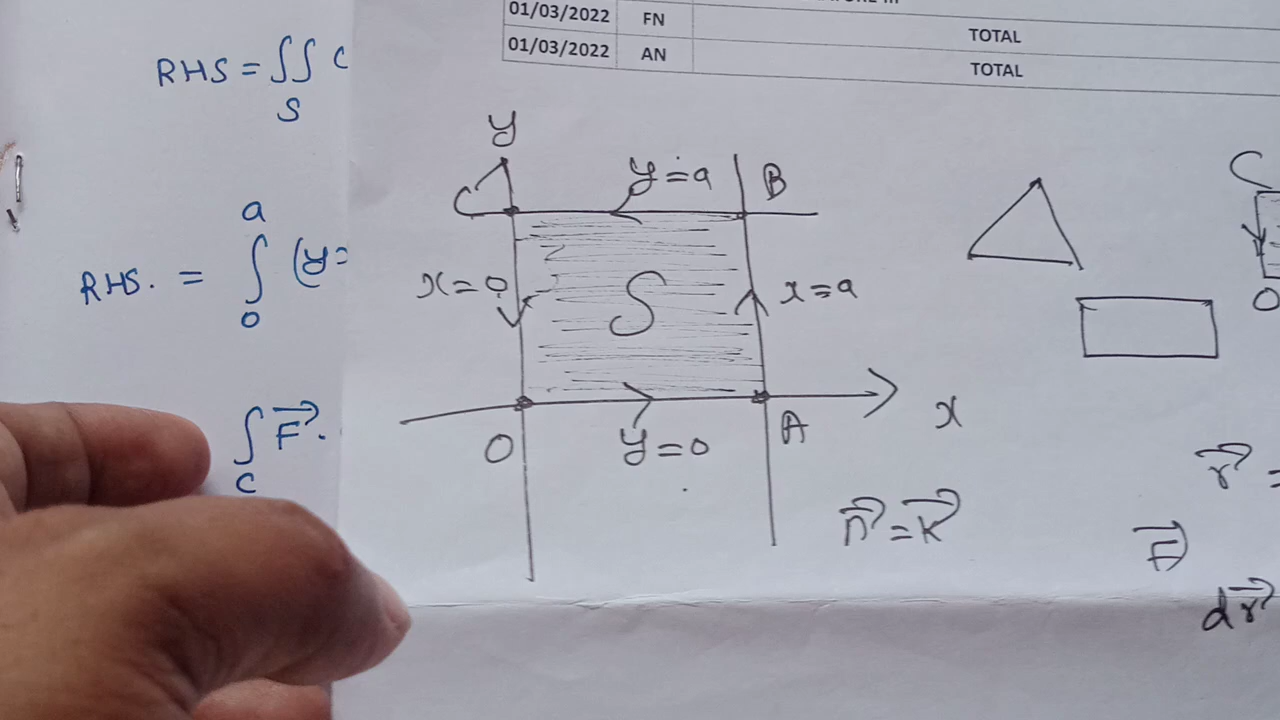 01/03/2022 FN TOTAL
01/03/2022 AN TOTAL
RHS = ∫∫
S
a
RHS. = ∫ (y=
0
∫ F⃗.
C
y
C y=a B
x=0 S x=a
O y=0 A x
n⃗ = k⃗
C
O
r⃗ =
F⃗
dr⃗